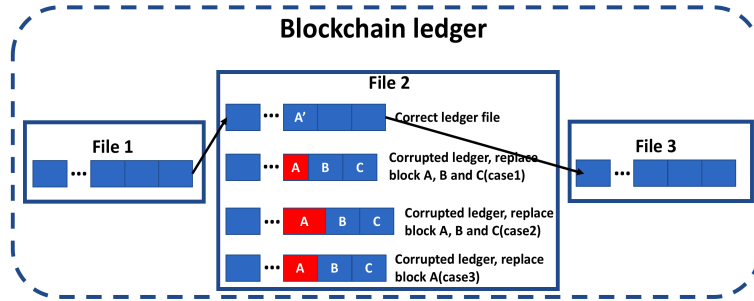 Blockchain ledger
File 1
File 2
File 3
... A' Correct ledger file
...
...
... A B C Corrupted ledger, replace
block A, B and C(case1)
... A B C Corrupted ledger, replace
block A, B and C(case2)
... A B C Corrupted ledger, replace
block A(case3)